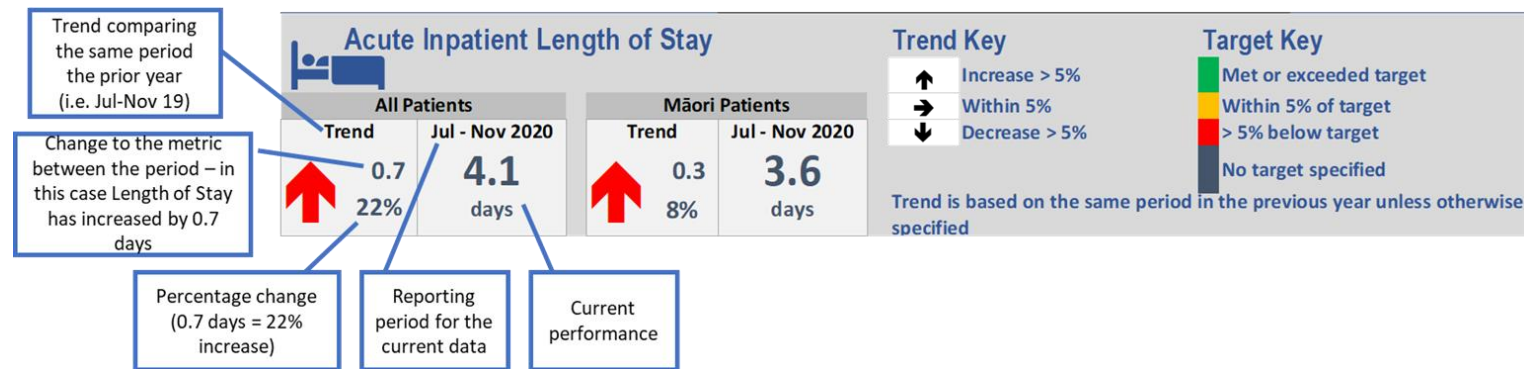 Trend comparing
the same period
the prior year
(i.e. Jul-Nov 19)
Change to the metric
between the period – in
this case Length of Stay
has increased by 0.7
days
Acute Inpatient Length of Stay
All Patients
Trend
Jul - Nov 2020
0.7
4.1
22%
days
Māori Patients
Trend
Jul - Nov 2020
0.3
3.6
8%
days
Trend Key
Increase > 5%
Within 5%
Decrease > 5%
Target Key
Met or exceeded target
Within 5% of target
> 5% below target
No target specified
Trend is based on the same period in the previous year unless otherwise
specified
Percentage change
(0.7 days = 22%
increase)
Reporting
period for the
current data
Current
performance